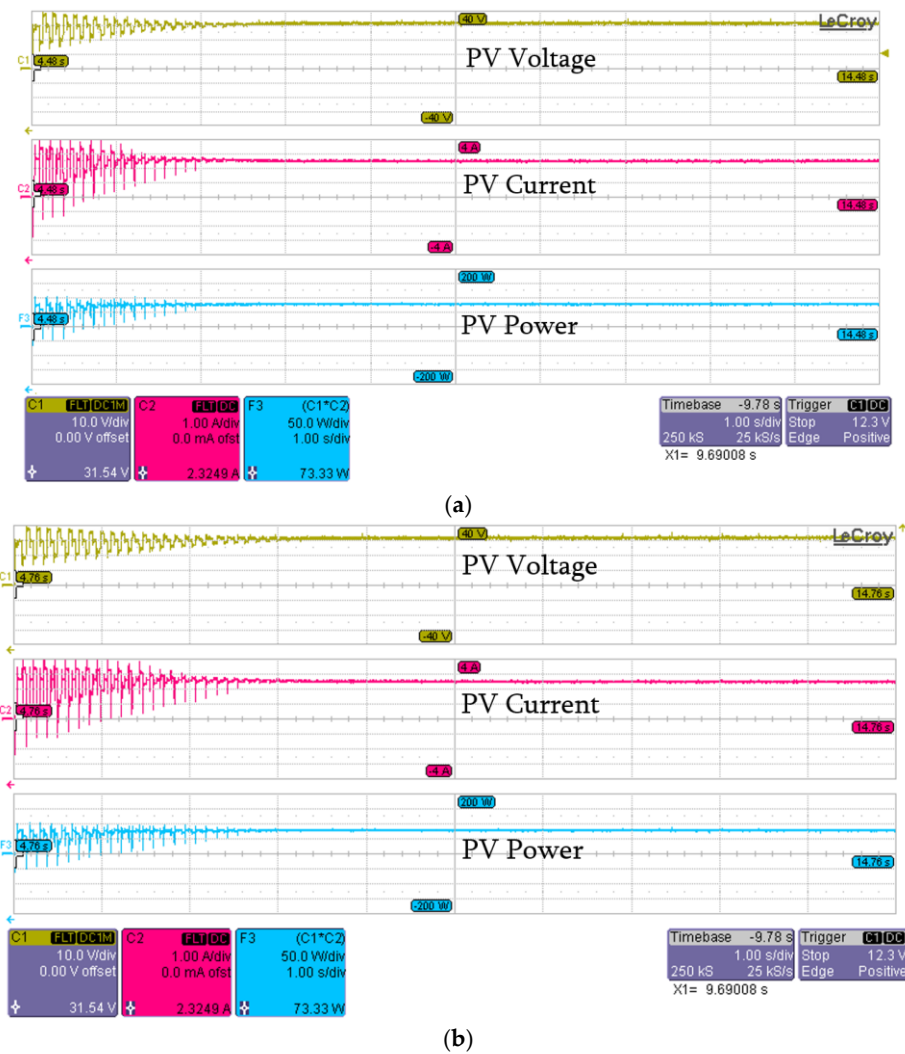 40 V
LeCroy
PV Voltage
C1
4.48 s
14.48 s
-40 V
4 A
PV Current
C2
4.48 s
14.48 s
-4 A
200 W
F3
4.48 s
PV Power
14.48 s
-200 W
C1 FLT DC1M C2 FLT DC F3 (C1*C2)
10.0 V/div 1.00 A/div 50.0 W/div
0.00 V offset 0.0 mA ofst 1.00 s/div
31.54 V 2.3249 A 73.33 W
Timebase -9.78 s Trigger C1 DC
1.00 s/div Stop 12.3 V
250 kS 25 kS/s Edge Positive
X1= 9.69008 s
(a)
40 V
LeCroy
PV Voltage
C1
4.76 s
14.76 s
-40 V
4 A
PV Current
C2
4.76 s
14.76 s
-4 A
200 W
F3
4.76 s
PV Power
14.76 s
-200 W
C1 FLT DC1M C2 FLT DC F3 (C1*C2)
10.0 V/div 1.00 A/div 50.0 W/div
0.00 V offset 0.0 mA ofst 1.00 s/div
31.54 V 2.3249 A 73.33 W
Timebase -9.78 s Trigger C1 DC
1.00 s/div Stop 12.3 V
250 kS 25 kS/s Edge Positive
X1= 9.69008 s
(b)